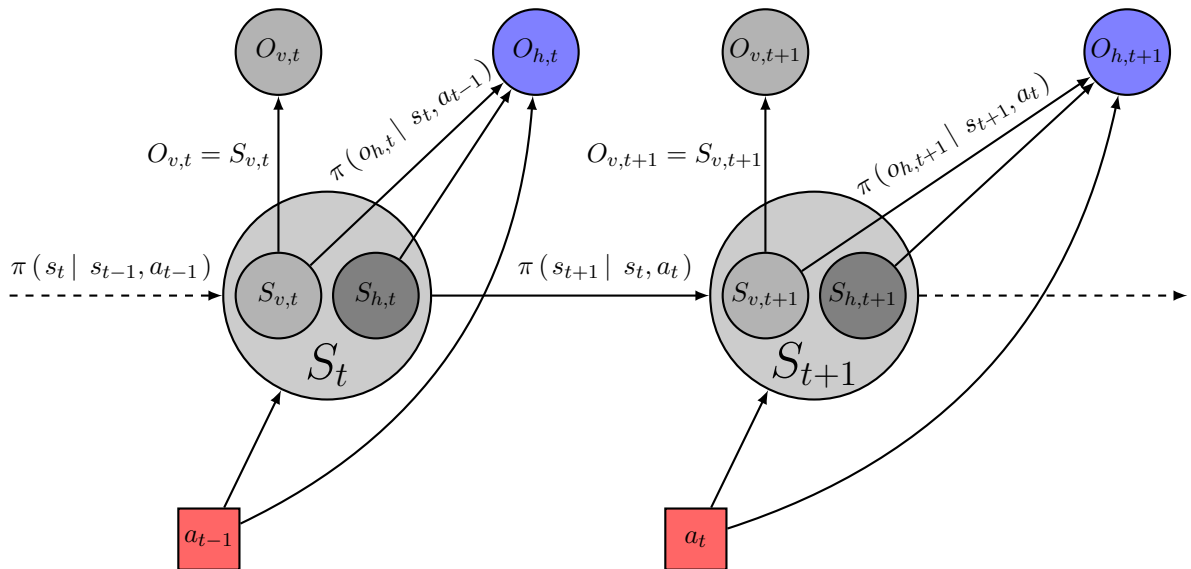 O_{v,t}
O_{h,t}
O_{v,t+1}
O_{h,t+1}
O_{v,t} = S_{v,t}
π(o_{h,t} | s_t, a_{t−1})
O_{v,t+1} = S_{v,t+1}
π(o_{h,t+1} | s_{t+1}, a_t)
π(s_t | s_{t−1}, a_{t−1})
S_{v,t}
S_{h,t}
π(s_{t+1} | s_t, a_t)
S_{v,t+1}
S_{h,t+1}
S_t
S_{t+1}
a_{t−1}
a_t